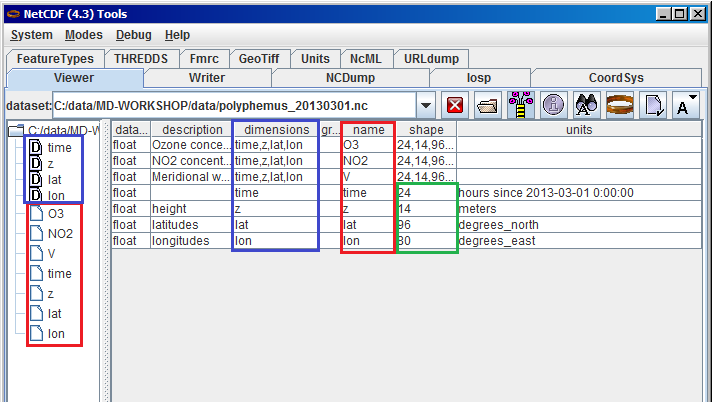 NetCDF (4.3) Tools
System Modes Debug Help
FeatureTypes THREDDS Fmrc GeoTiff Units NcML URLdump
Viewer Writer NCDump Iosp CoordSys
dataset: C:/data/MD-WORKSHOP/data/polyphemus_20130301.nc A
C:/data/MD-W
D time
D z
D lat
D lon
O3
NO2
V
time
z
lat
lon
data... description dimensions gr... name shape units
float Ozone conce... time,z,lat,lon O3 24,14,96...
float NO2 concent... time,z,lat,lon NO2 24,14,96...
float Meridional w... time,z,lat,lon V 24,14,96...
float time time 24 hours since 2013-03-01 0:00:00
float height z z 14 meters
float latitudes lat lat 96 degrees_north
float longitudes lon lon 80 degrees_east